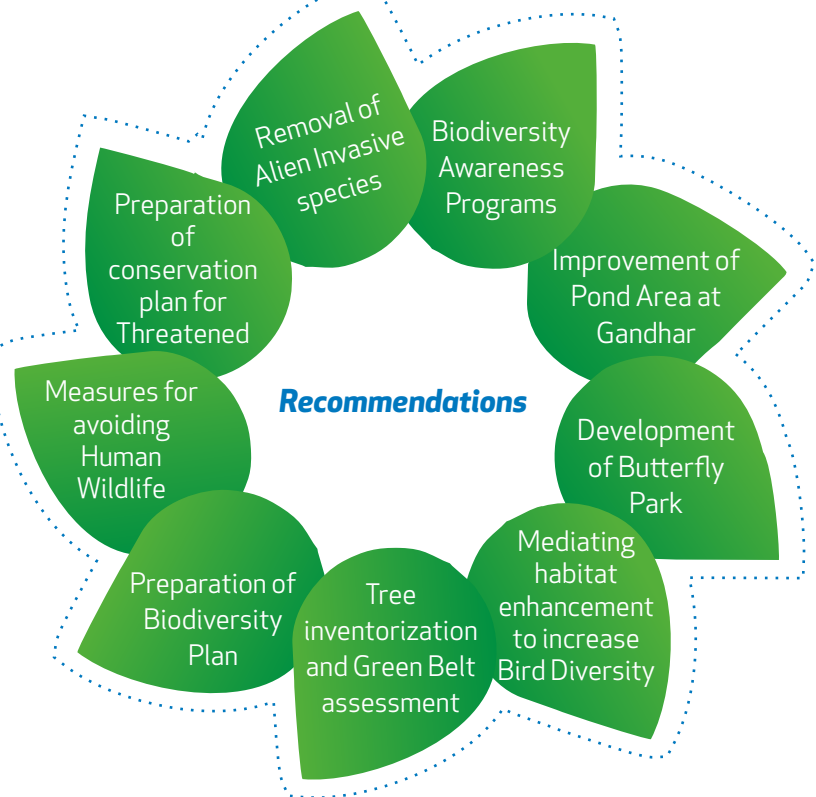 Recommendations
Removal of
Alien Invasive
species
Biodiversity
Awareness
Programs
Improvement of
Pond Area at
Gandhar
Development
of Butterfly
Park
Mediating
habitat
enhancement
to increase
Bird Diversity
Tree
inventorization
and Green Belt
assessment
Preparation of
Biodiversity
Plan
Measures for
avoiding
Human
Wildlife
Preparation
of
conservation
plan for
Threatened